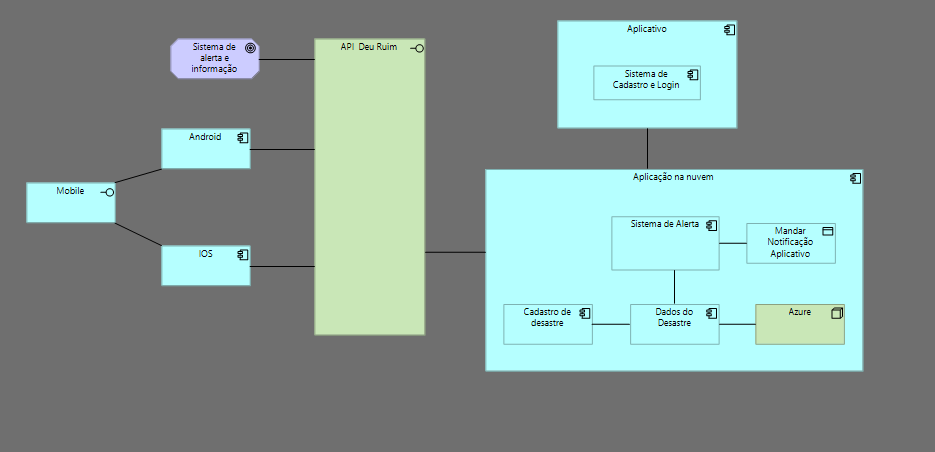 Sistema de
alerta e
informação
API Deu Ruim
Aplicativo
Sistema de
Cadastro e Login
Android
Mobile
IOS
Aplicação na nuvem
Sistema de Alerta
Mandar
Notificação
Aplicativo
Cadastro de
desastre
Dados do
Desastre
Azure